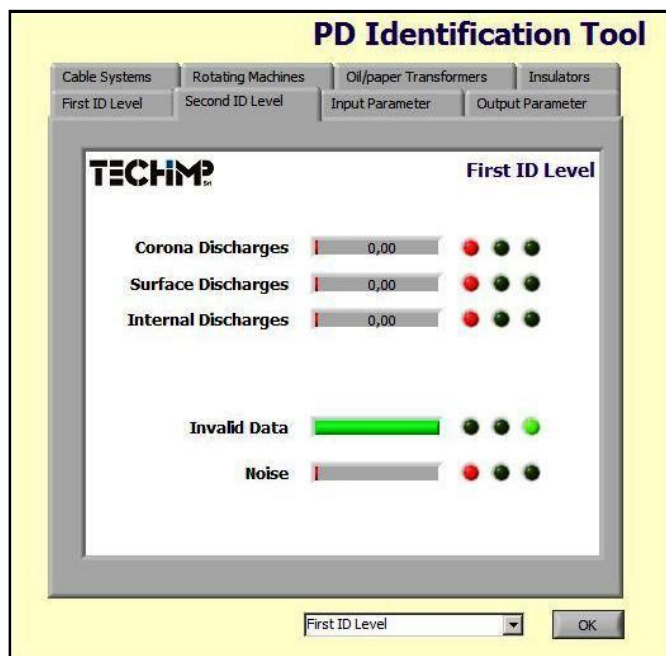 PD Identification Tool
Cable Systems Rotating Machines Oil/paper Transformers Insulators
First ID Level Second ID Level Input Parameter Output Parameter
TECHIMP Srl
First ID Level
Corona Discharges 0,00
Surface Discharges 0,00
Internal Discharges 0,00
Invalid Data
Noise
First ID Level OK